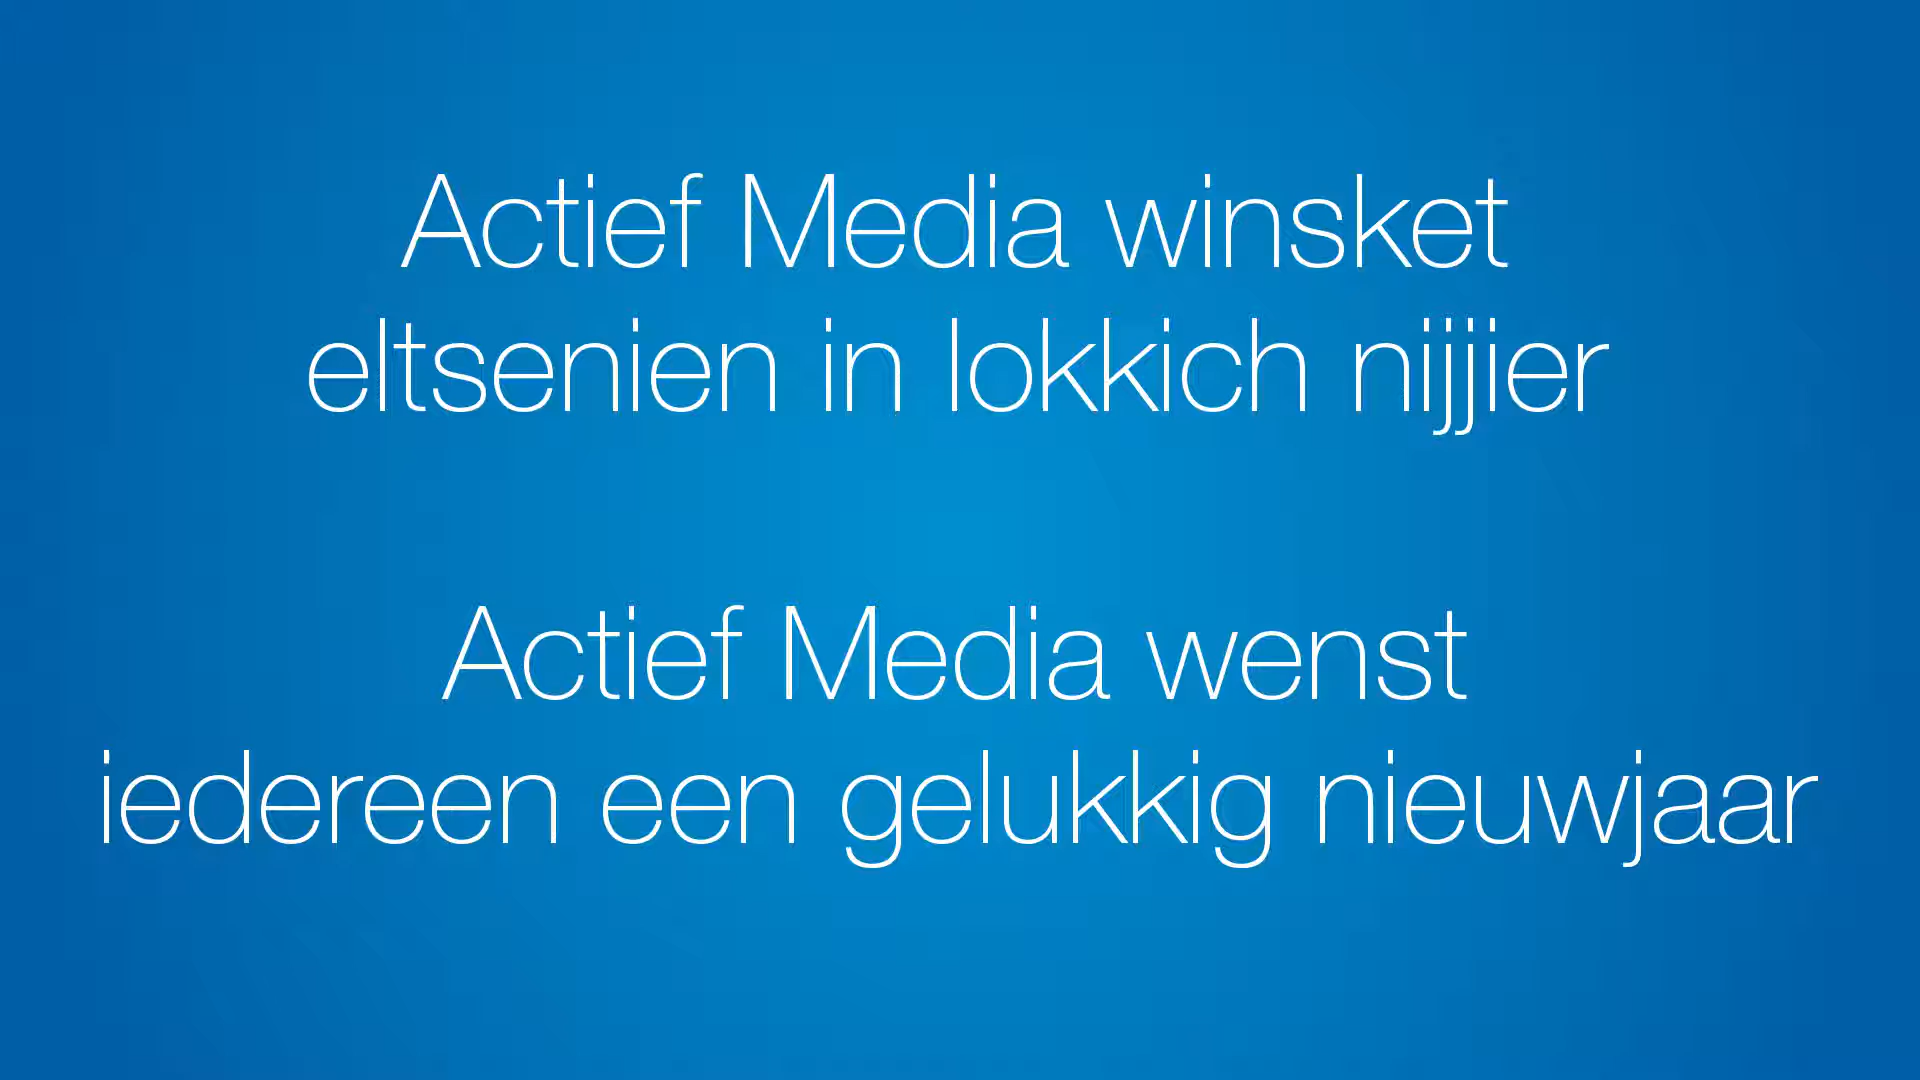 Actief Media winsket
eltsenien in lokkich nijjier
Actief Media wenst
iedereen een gelukkig nieuwjaar